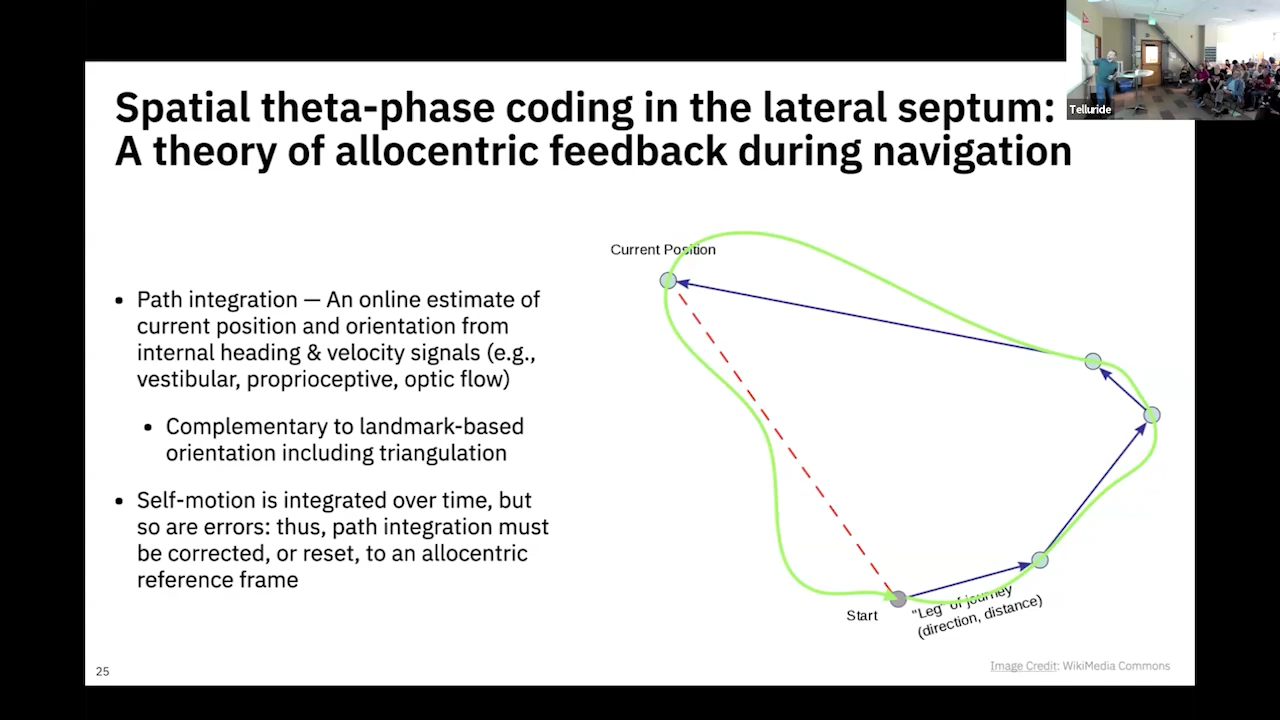 Spatial theta-phase coding in the lateral septum:
A theory of allocentric feedback during navigation
Telluride
• Path integration — An online estimate of
current position and orientation from
internal heading & velocity signals (e.g.,
vestibular, proprioceptive, optic flow)
• Complementary to landmark-based
orientation including triangulation
• Self-motion is integrated over time, but
so are errors: thus, path integration must
be corrected, or reset, to an allocentric
reference frame
Current Position
Start
"Leg" of journey
(direction, distance)
25
Image Credit: WikiMedia Commons